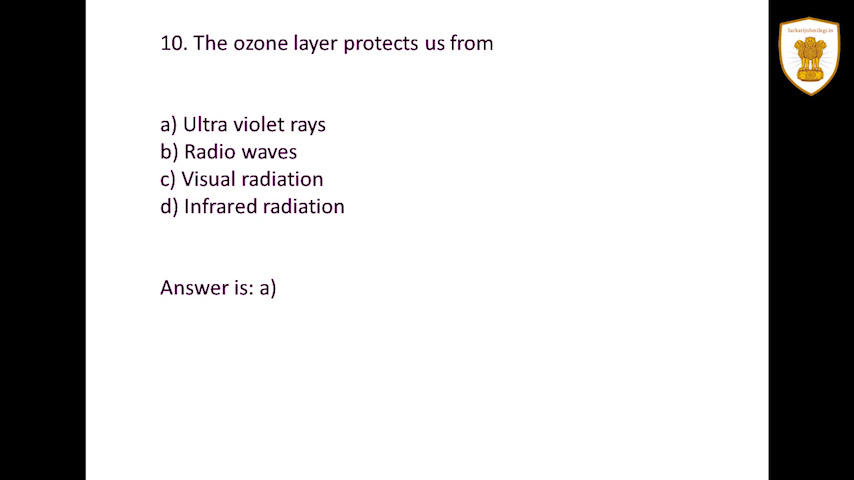 10. The ozone layer protects us from
a) Ultra violet rays
b) Radio waves
c) Visual radiation
d) Infrared radiation
Answer is: a)